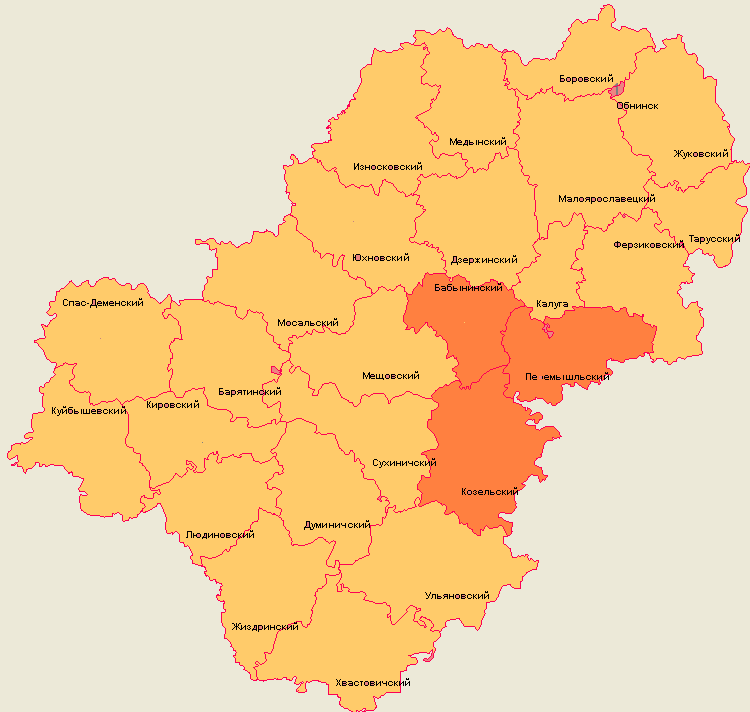 Боровский
Обнинск
Медынский
Жуковский
Износковский
Малоярославецкий
Тарусский
Ферзиковский
Юхновский
Дзержинский
Бабынинский
Калуга
Спас-Деменский
Мосальский
Мещовский
Перемышльский
Барятинский
Кировский
Куйбышевский
Сухиничский
Козельский
Думиничский
Людиновский
Ульяновский
Жиздринский
Хвастовичский